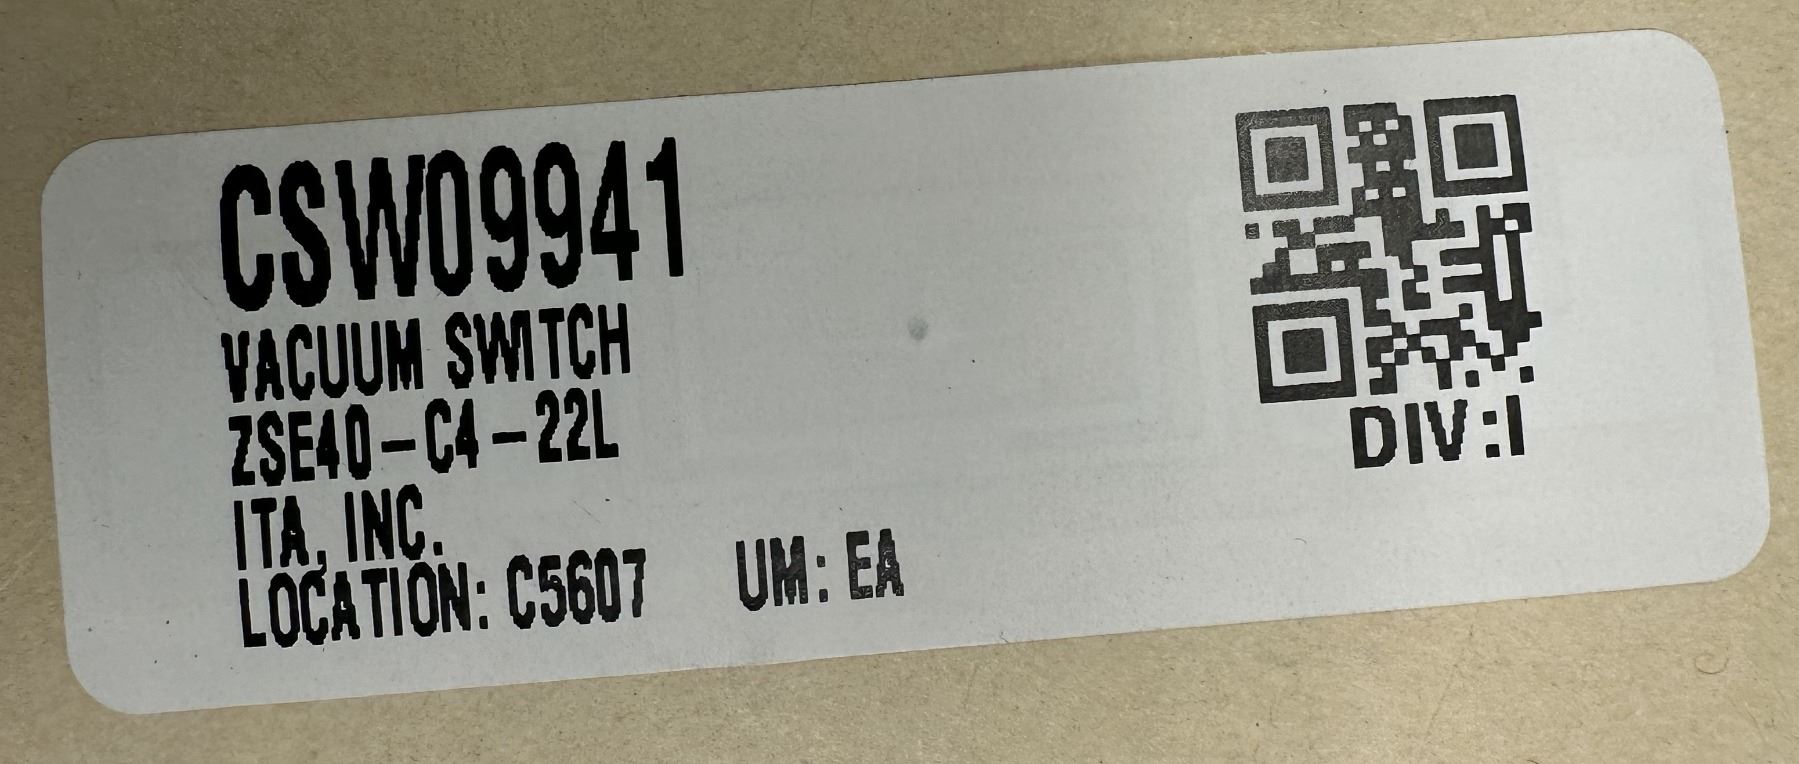 CSW09941
VACUUM SWITCH
ZSE40-C4-22L
ITA, INC.
LOCATION: C5607 UM: EA
DIV:I